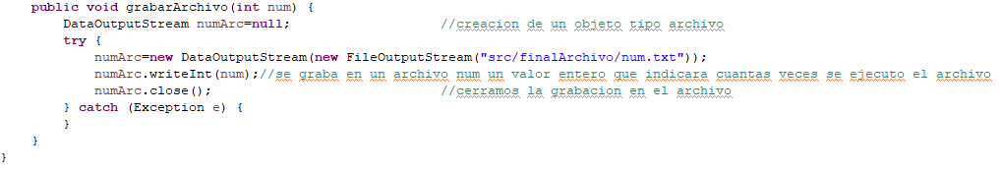 public void grabarArchivo(int num) {
DataOutputStream numArc=null; //creacion de un objeto tipo archivo
try {
numArc=new DataOutputStream(new FileOutputStream("src/finalArchivo/num.txt"));
numArc.writeInt(num);//se graba en un archivo num un valor entero que indicara cuantas veces se ejecuto el archivo
numArc.close(); //cerramos la grabacion en el archivo
} catch (Exception e) {
}
}
}